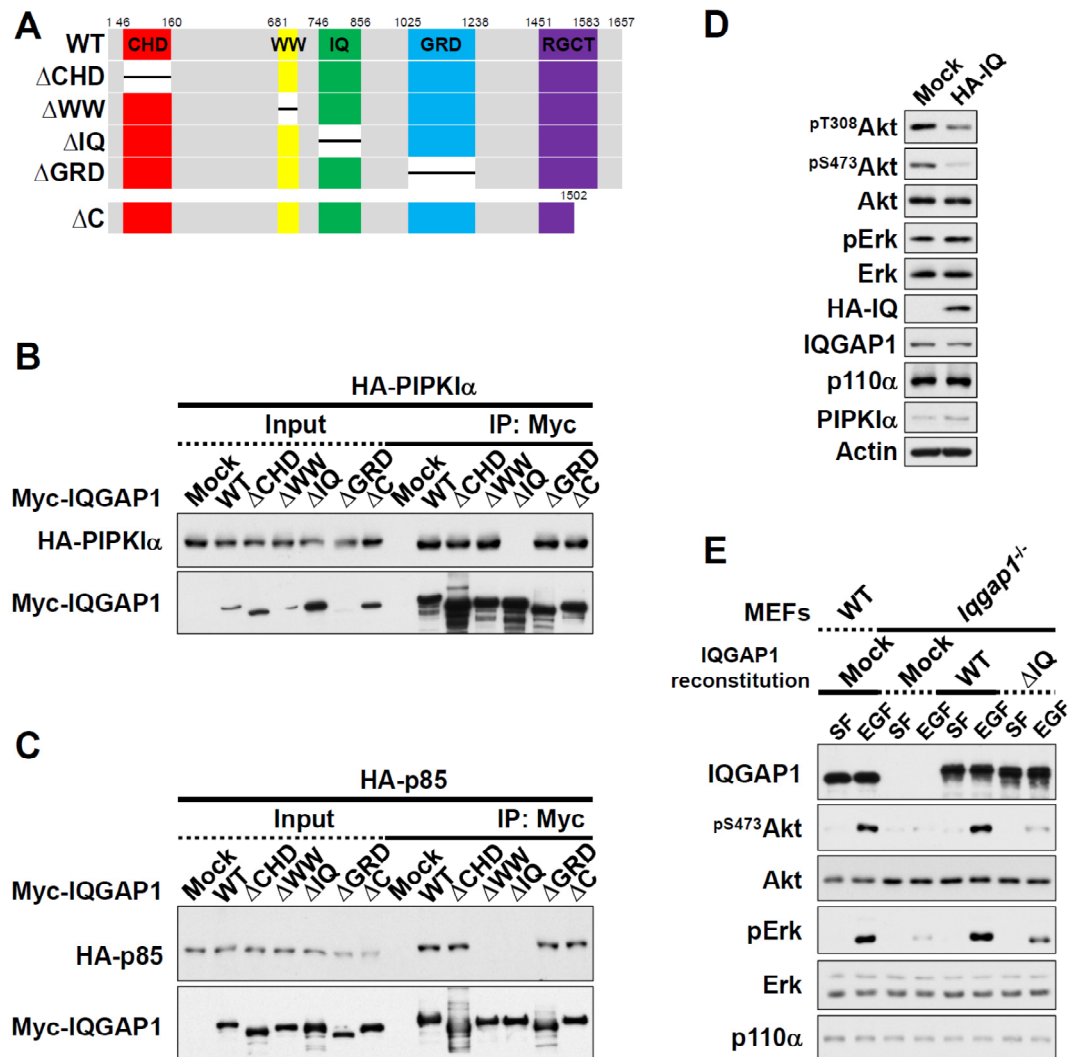 A
1 46 160 681 746 856 1025 1238 1451 1583 1657
WT CHD WW IQ GRD RGCT
ΔCHD
ΔWW
ΔIQ
ΔGRD
1502
ΔC
B
HA-PIPKIα
Input IP: Myc
Myc-IQGAP1 Mock WT ΔCHD ΔWW ΔIQ ΔGRD ΔC Mock WT ΔCHD ΔWW ΔIQ ΔGRD ΔC
HA-PIPKIα
Myc-IQGAP1
C
HA-p85
Input IP: Myc
Myc-IQGAP1 Mock WT ΔCHD ΔWW ΔIQ ΔGRD ΔC Mock WT ΔCHD ΔWW ΔIQ ΔGRD ΔC
HA-p85
Myc-IQGAP1
D
Mock HA-IQ
pT308Akt
pS473Akt
Akt
pErk
Erk
HA-IQ
IQGAP1
p110α
PIPKIα
Actin
E
MEFs WT Iqgap1-/-
IQGAP1
reconstitution Mock Mock WT ΔIQ
SF EGF SF EGF SF EGF SF EGF
IQGAP1
pS473Akt
Akt
pErk
Erk
p110α